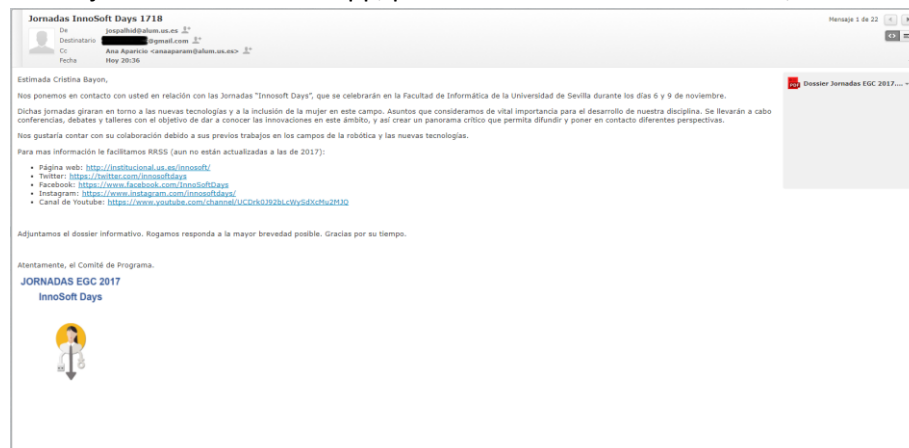 Jornadas InnoSoft Days 1718
Mensaje 1 de 22
De jospalhid@alum.us.es
Destinatario @gmail.com
Cc Ana Aparicio <anaaparam@alum.us.es>
Fecha Hoy 20:36
Estimada Cristina Bayon,
Dossier Jornadas EGC 2017....
Nos ponemos en contacto con usted en relación con las Jornadas "Innosoft Days", que se celebrarán en la Facultad de Informática de la Universidad de Sevilla durante los días 6 y 9 de noviembre.
Dichas jornadas giraran en torno a las nuevas tecnologías y a la inclusión de la mujer en este campo. Asuntos que consideramos de vital importancia para el desarrollo de nuestra disciplina. Se llevarán a cabo
conferencias, debates y talleres con el objetivo de dar a conocer las innovaciones en este ámbito, y así crear un panorama crítico que permita difundir y poner en contacto diferentes perspectivas.
Nos gustaría contar con su colaboración debido a sus previos trabajos en los campos de la robótica y las nuevas tecnologías.
Para mas información le facilitamos RRSS (aun no están actualizadas a las de 2017):
• Página web: http://institucional.us.es/innosoft/
• Twitter: https://twitter.com/innosoftdays
• Facebook: https://www.facebook.com/InnoSoftDays
• Instagram: https://www.instagram.com/innosoftdays/
• Canal de Youtube: https://www.youtube.com/channel/UCDrk0J92bLcWySdXcMu2MJQ
Adjuntamos el dossier informativo. Rogamos responda a la mayor brevedad posible. Gracias por su tiempo.
Atentamente, el Comité de Programa.
JORNADAS EGC 2017
InnoSoft Days